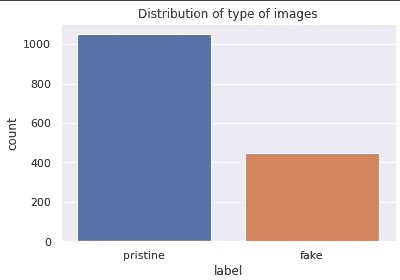 Distribution of type of images
1000
800
600
400
200
0
count
pristine
fake
label